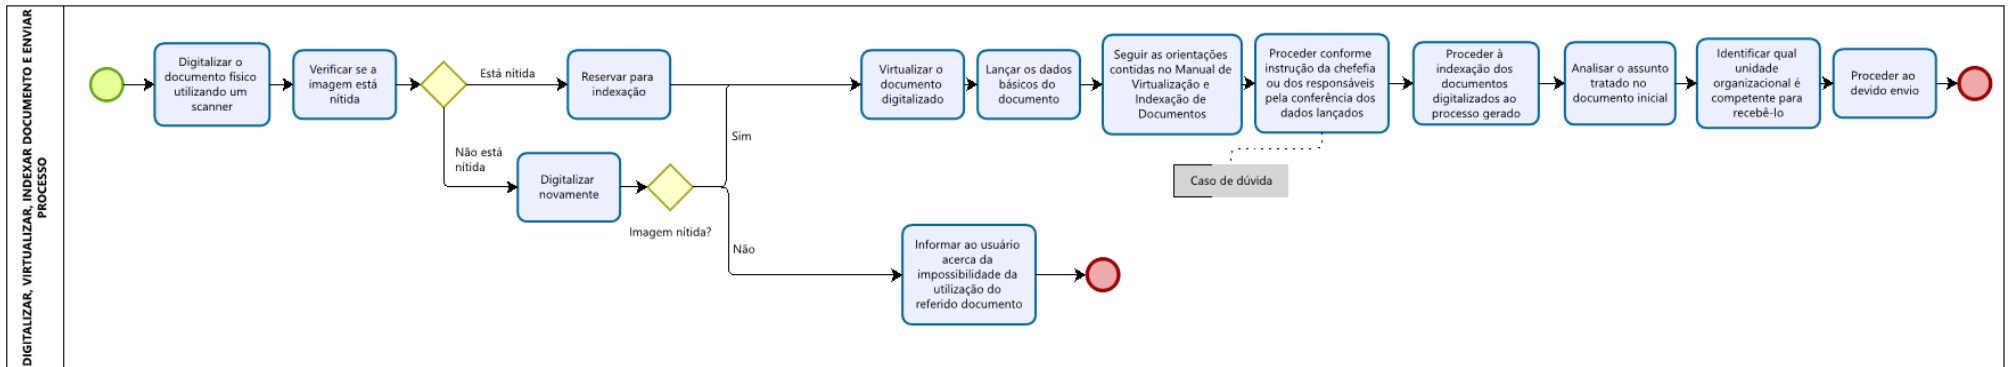 DIGITALIZAR, VIRTUALIZAR, INDEXAR DOCUMENTO E ENVIAR
PROCESSO
Digitalizar o
documento físico
utilizando um
scanner
Verificar se a
imagem está
nítida
Está nítida
Reservar para
indexação
Não está
nítida
Digitalizar
novamente
Imagem nítida?
Sim
Não
Virtualizar o
documento
digitalizado
Lançar os dados
básicos do
documento
Seguir as orientações
contidas no Manual de
Virtualização e
Indexação de
Documentos
Proceder conforme
instrução da chefefia
ou dos responsáveis
pela conferência dos
dados lançados
Caso de dúvida
Proceder à
indexação dos
documentos
digitalizados ao
processo gerado
Analisar o assunto
tratado no
documento inicial
Identificar qual
unidade
organizacional é
competente para
recebê-lo
Proceder ao
devido envio
Informar ao usuário
acerca da
impossibilidade da
utilização do
referido documento